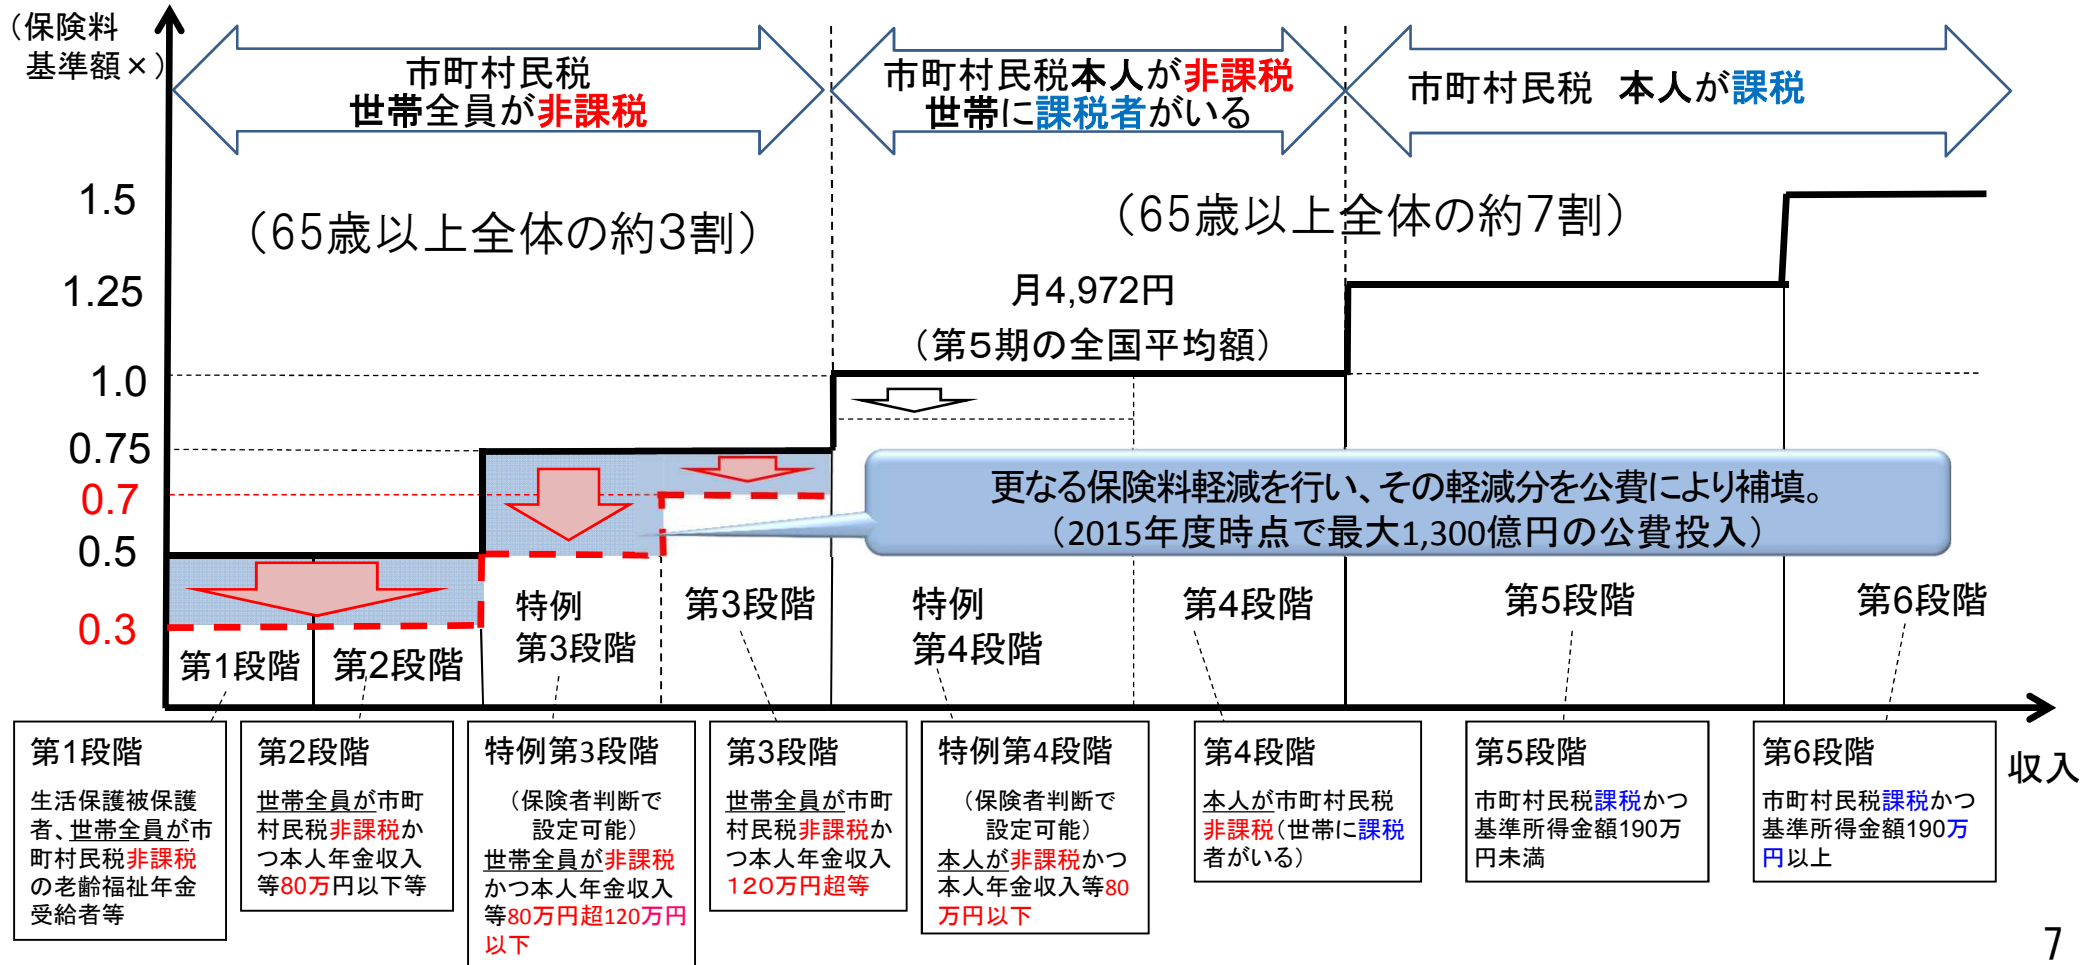 （保険料
基準額×）
市町村民税
世帯全員が非課税
市町村民税本人が非課税
世帯に課税者がいる
市町村民税　本人が課税
（65歳以上全体の約3割）
（65歳以上全体の約7割）
月4,972円
（第5期の全国平均額）
1.5
1.25
1.0
0.75
0.7
0.5
0.3
更なる保険料軽減を行い、その軽減分を公費により補填。
（2015年度時点で最大1,300億円の公費投入）
第1段階
第2段階
特例
第3段階
第3段階
特例
第4段階
第4段階
第5段階
第6段階
収入
第1段階
生活保護被保護
者、世帯全員が市
町村民税非課税
の老齢福祉年金
受給者等
第2段階
世帯全員が市町
村民税非課税か
つ本人年金収入
等80万円以下等
特例第3段階
（保険者判断で
設定可能）
世帯全員が非課税
かつ本人年金収入
等80万円超120万円
以下
第3段階
世帯全員が市町
村民税非課税か
つ本人年金収入
１２０万円超等
特例第4段階
（保険者判断で
設定可能）
本人が非課税かつ
本人年金収入等80
万円以下
第4段階
本人が市町村民税
非課税（世帯に課税
者がいる）
第5段階
市町村民税課税かつ
基準所得金額190万
円未満
第6段階
市町村民税課税かつ
基準所得金額190万
円以上
7